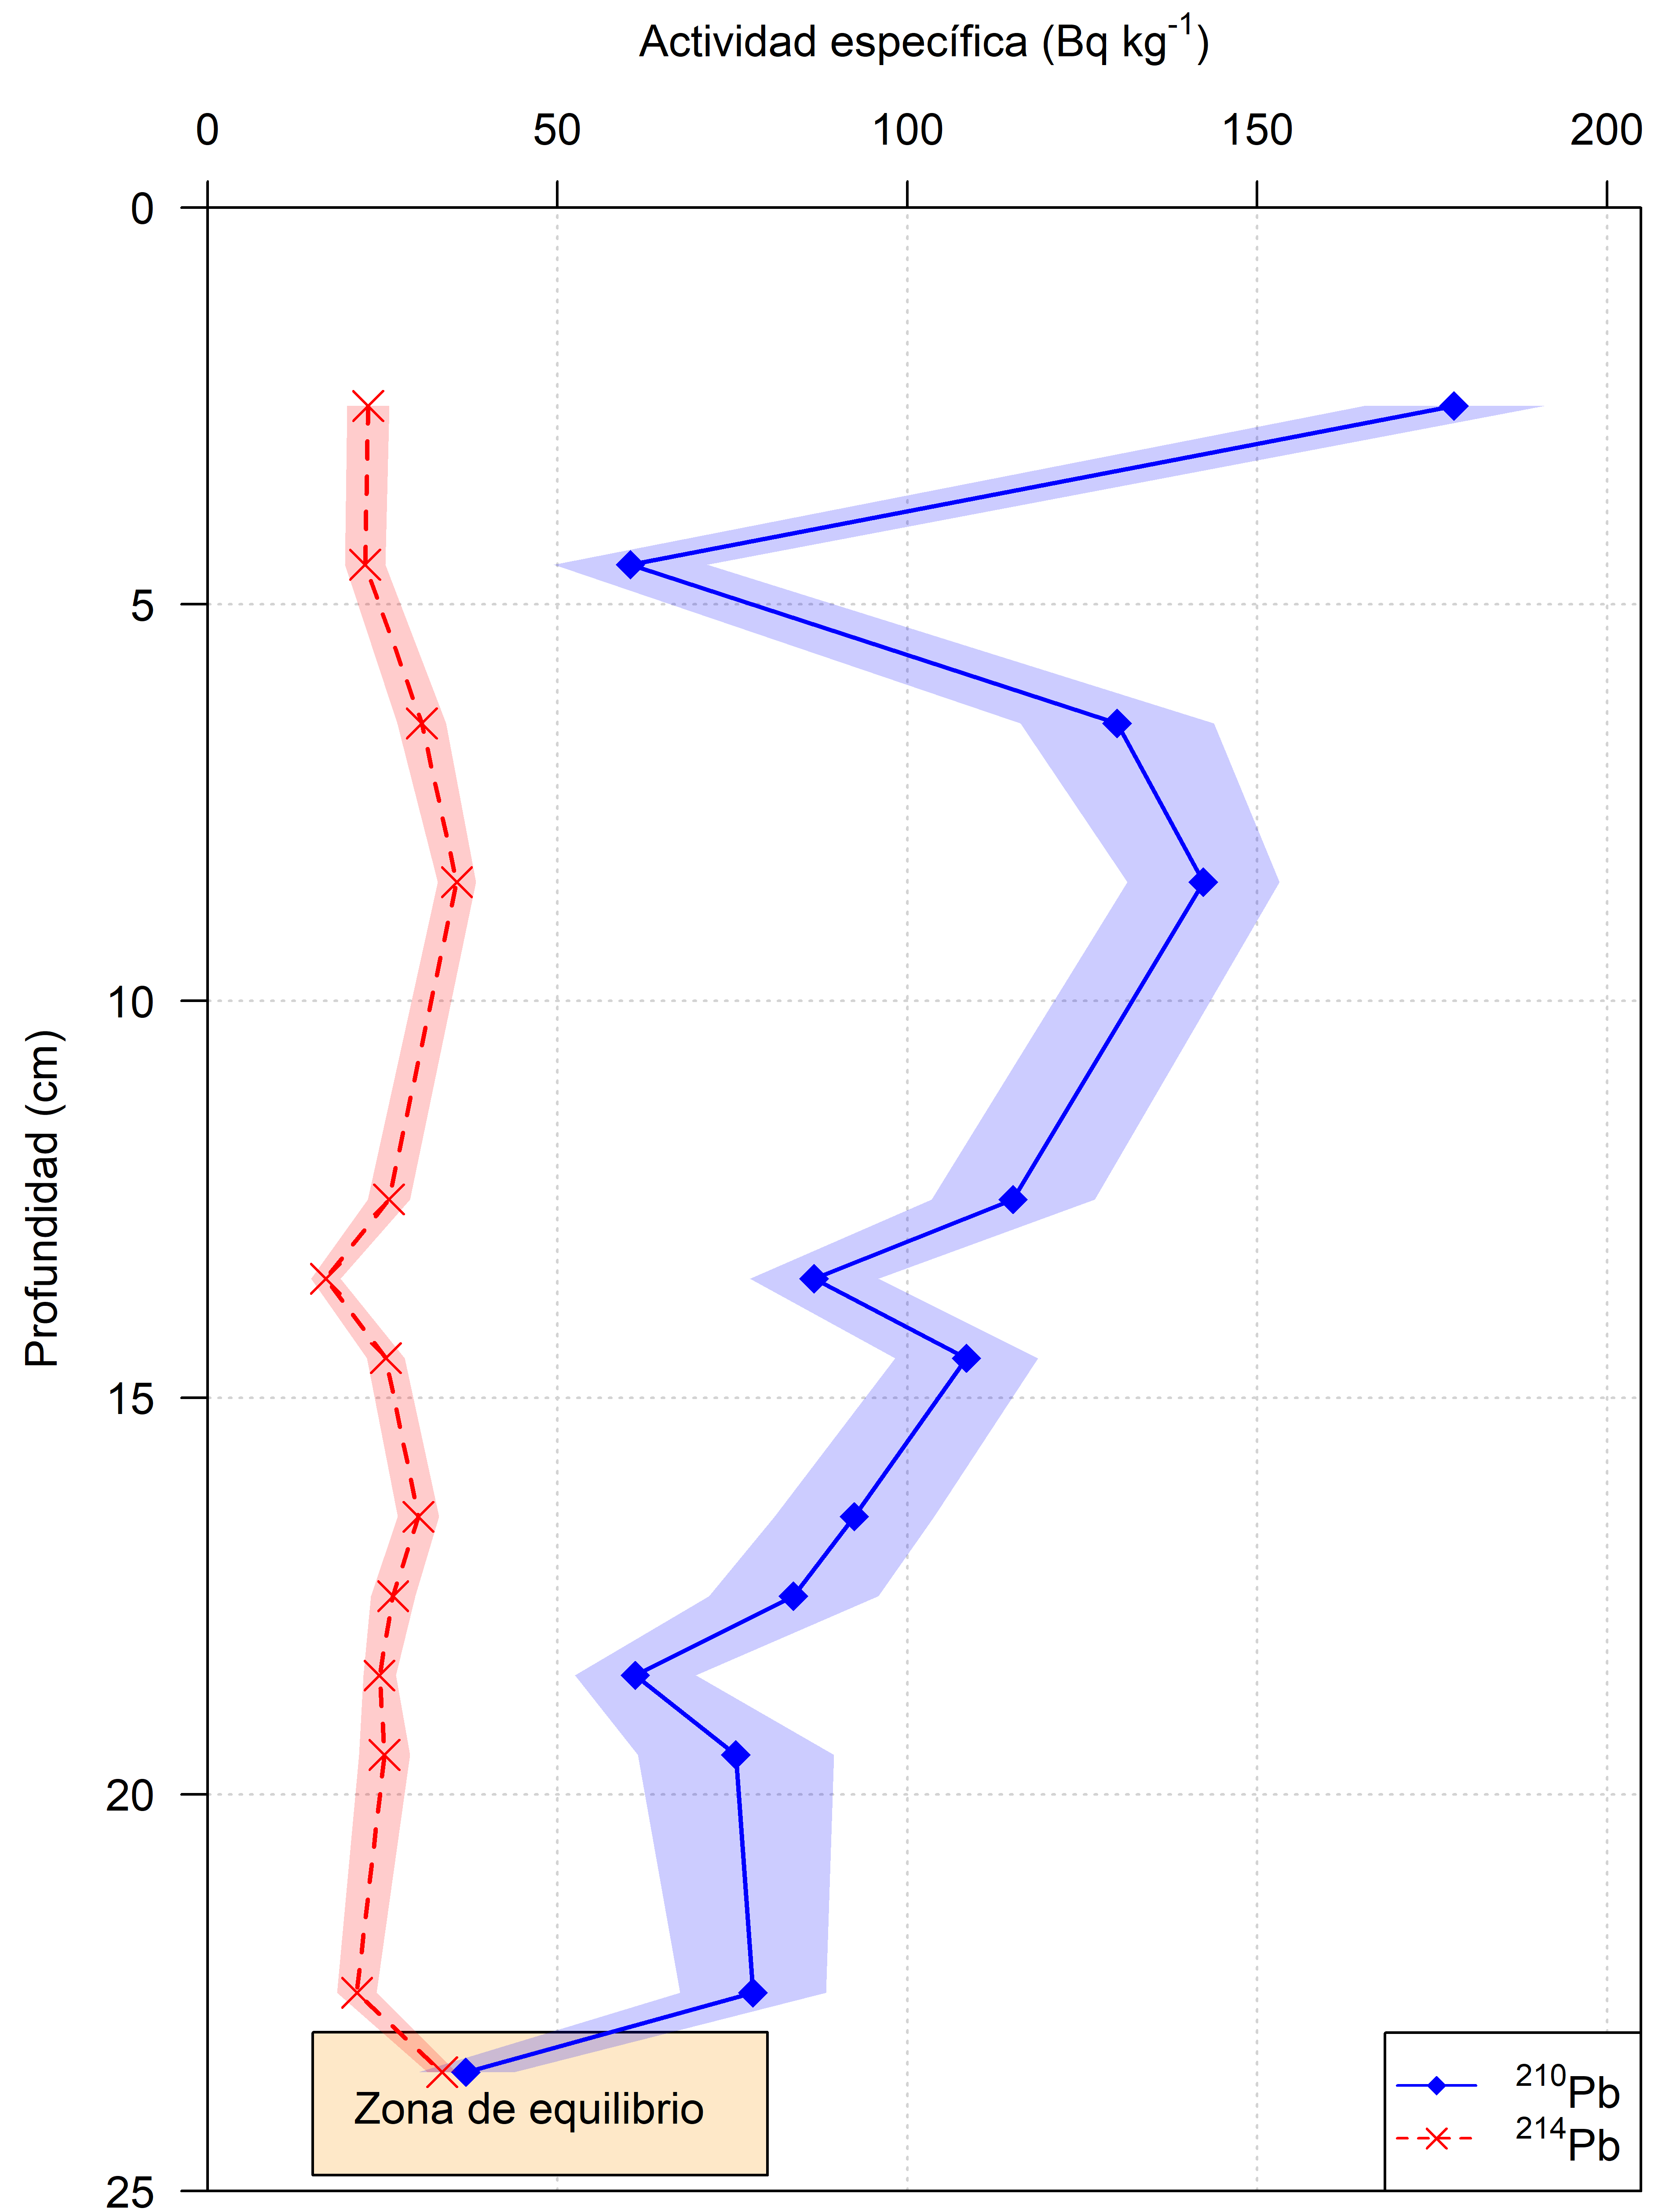 Actividad específica (Bq kg⁻¹)
0 50 100 150 200
0
5
10
15
20
25
Profundidad (cm)
Zona de equilibrio
²¹⁰Pb
²¹⁴Pb